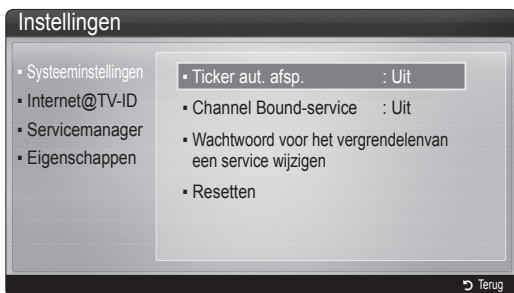 Instellingen
▪ Systeeminstellingen
▪ Internet@TV-ID
▪ Servicemanager
▪ Eigenschappen
▪ Ticker aut. afsp. : Uit
▪ Channel Bound-service : Uit
▪ Wachtwoord voor het vergrendelenvan
een service wijzigen
▪ Resetten
Terug